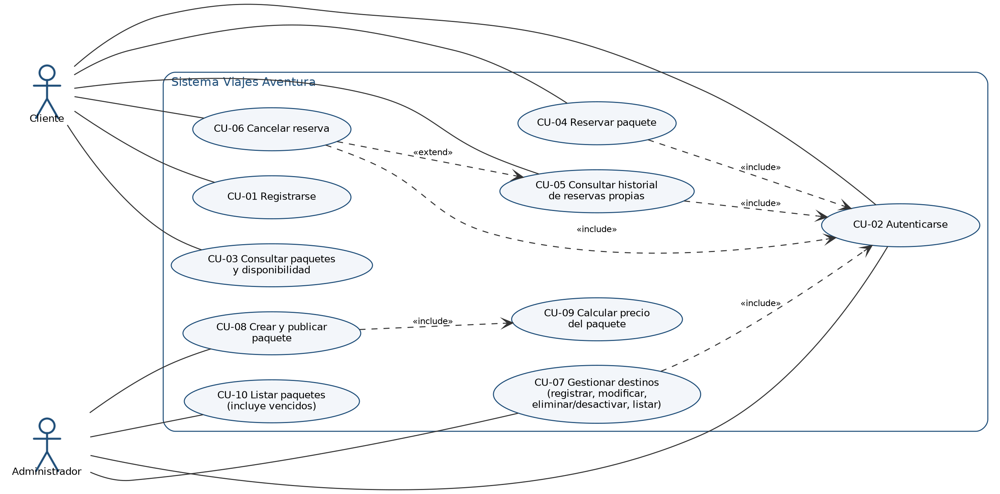 Sistema Viajes Aventura
Cliente
CU-06 Cancelar reserva
CU-04 Reservar paquete
«extend»
«include»
CU-05 Consultar historial
de reservas propias
CU-01 Registrarse
«include»
CU-02 Autenticarse
«include»
CU-03 Consultar paquetes
y disponibilidad
«include»
CU-08 Crear y publicar
paquete
«include»
CU-09 Calcular precio
del paquete
CU-10 Listar paquetes
(incluye vencidos)
CU-07 Gestionar destinos
(registrar, modificar,
eliminar/desactivar, listar)
Administrador